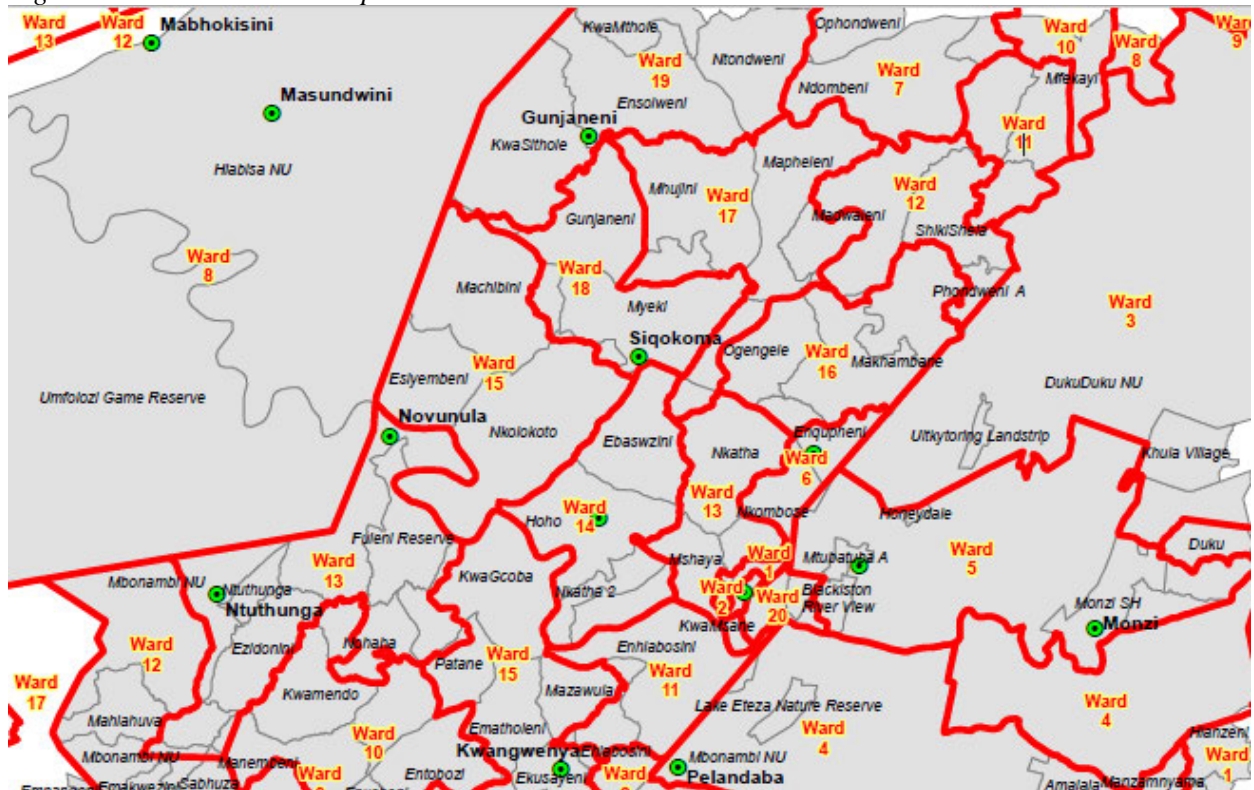 Ward
13
Ward
12
Mabhokisini
KwaMthole
Ward
19
Ntondweni
Ophondweni
Ward
7
Ward
10
Ward
8
Mfekayi
Masundwini
Gunjaneni
Ensolweni
Ndombeni
Ward
11
KwaSithole
Hlabisa NU
Mapheleni
Mhujini
Ward
17
Ward
12
Gunjaneni
Madwaleni
ShikiShela
Ward
8
Machibini
Ward
18
Myeki
Phondweni A
Ward
3
Siqokoma
Ogengele
Ward
16
Makhambane
Ward
15
Esiyembeni
DukuDuku NU
Umfolozi Game Reserve
Novunula
Nkolokoto
Ebaswzini
Nkatha
Enqupheni
Ward
6
Uitkytoring Landstrip
Khula Village
Ward
13
Nkombose
Honeydale
Hoho
Ward
14
Fuleni Reserve
Mshaya
Ward
1
Mtubatuba A
Ward
5
Duku
Mbonambi NU
Ward
13
KwaGcoba
Nkatha 2
Ward
2
Ward
20
Blackiston
River View
Ntuthunga
Ntuthunga
Monzi SH
Monzi
KwaMsane
Ward
12
Ezidonini
Nohaba
Patane
Ward
15
Enhlabosini
Ward
11
Ward
17
Kwamendo
Mazawula
Lake Eteza Nature Reserve
Ward
4
Ward
4
Mahlahuva
Ematholeni
Hlanzeni
Mbonambi NU
Manembeni
Ward
10
Kwangwenya
Ehlabosini
Mbonambi NU
Pelandaba
Ward
1
Entobozi
Ekusayeni
Sabhuza
Amalala
Manzamnyama